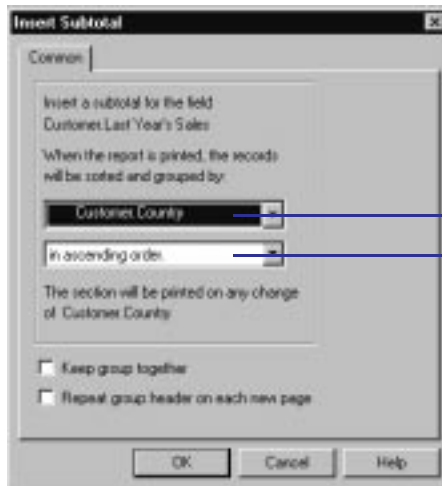 Insert Subtotal
Common
Insert a subtotal for the field
Customer.Last Year's Sales
When the report is printed, the records
will be sorted and grouped by:
Customer.Country
in ascending order.
The section will be printed on any change
of Customer.Country
Keep group together
Repeat group header on each new page
OK Cancel Help